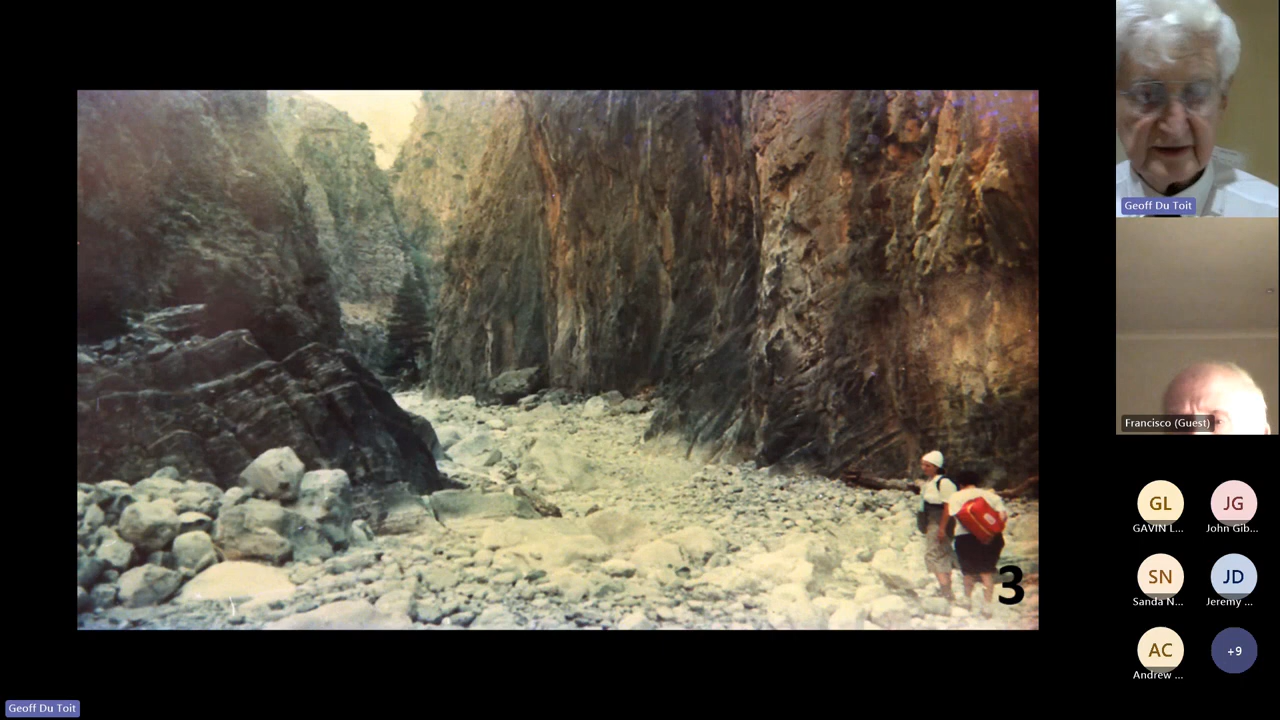 3
Geoff Du Toit
Francisco (Guest)
GL
GAVIN L...
JG
John Gib...
SN
Sanda N...
JD
Jeremy ...
AC
Andrew ...
+9
Geoff Du Toit